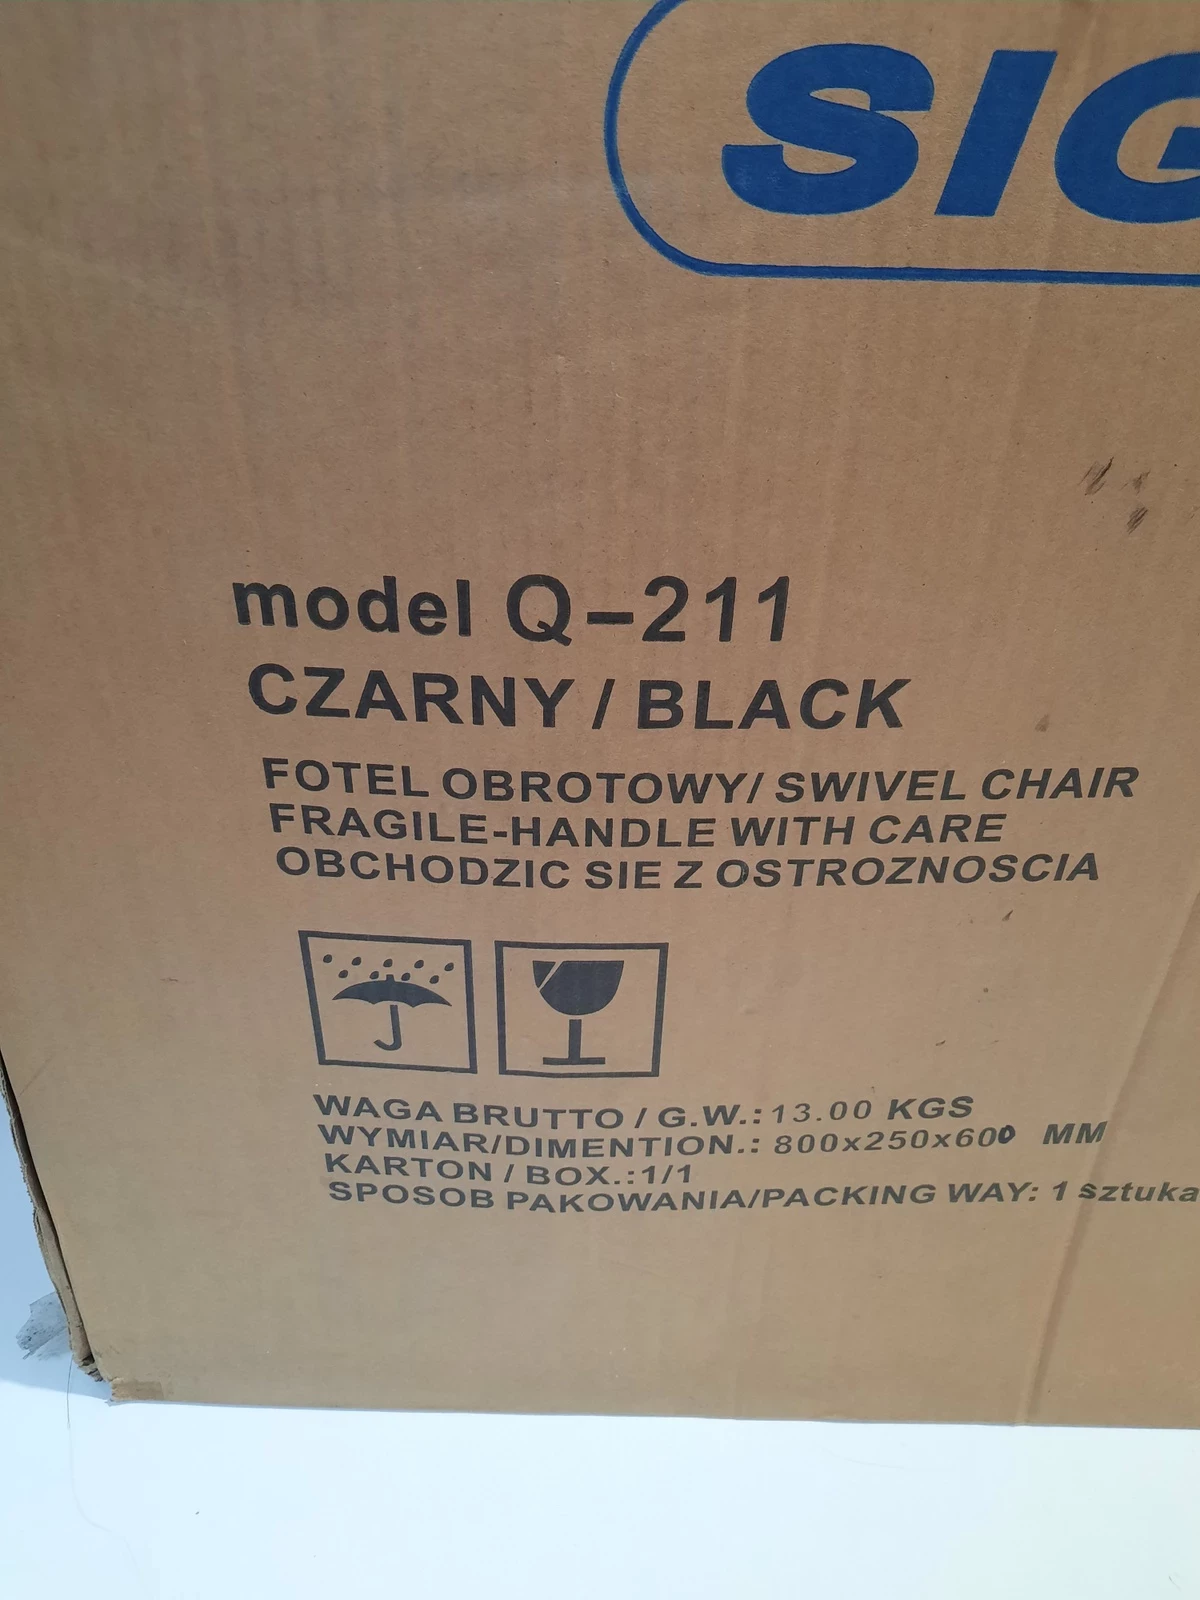 SIG
model Q-211
CZARNY / BLACK
FOTEL OBROTOWY/ SWIVEL CHAIR
FRAGILE-HANDLE WITH CARE
OBCHODZIC SIE Z OSTROZNOSCIA
WAGA BRUTTO / G.W.:13.00 KGS
WYMIAR/DIMENTION.: 800x250x600 MM
KARTON / BOX.:1/1
SPOSOB PAKOWANIA/PACKING WAY: 1 sztuka